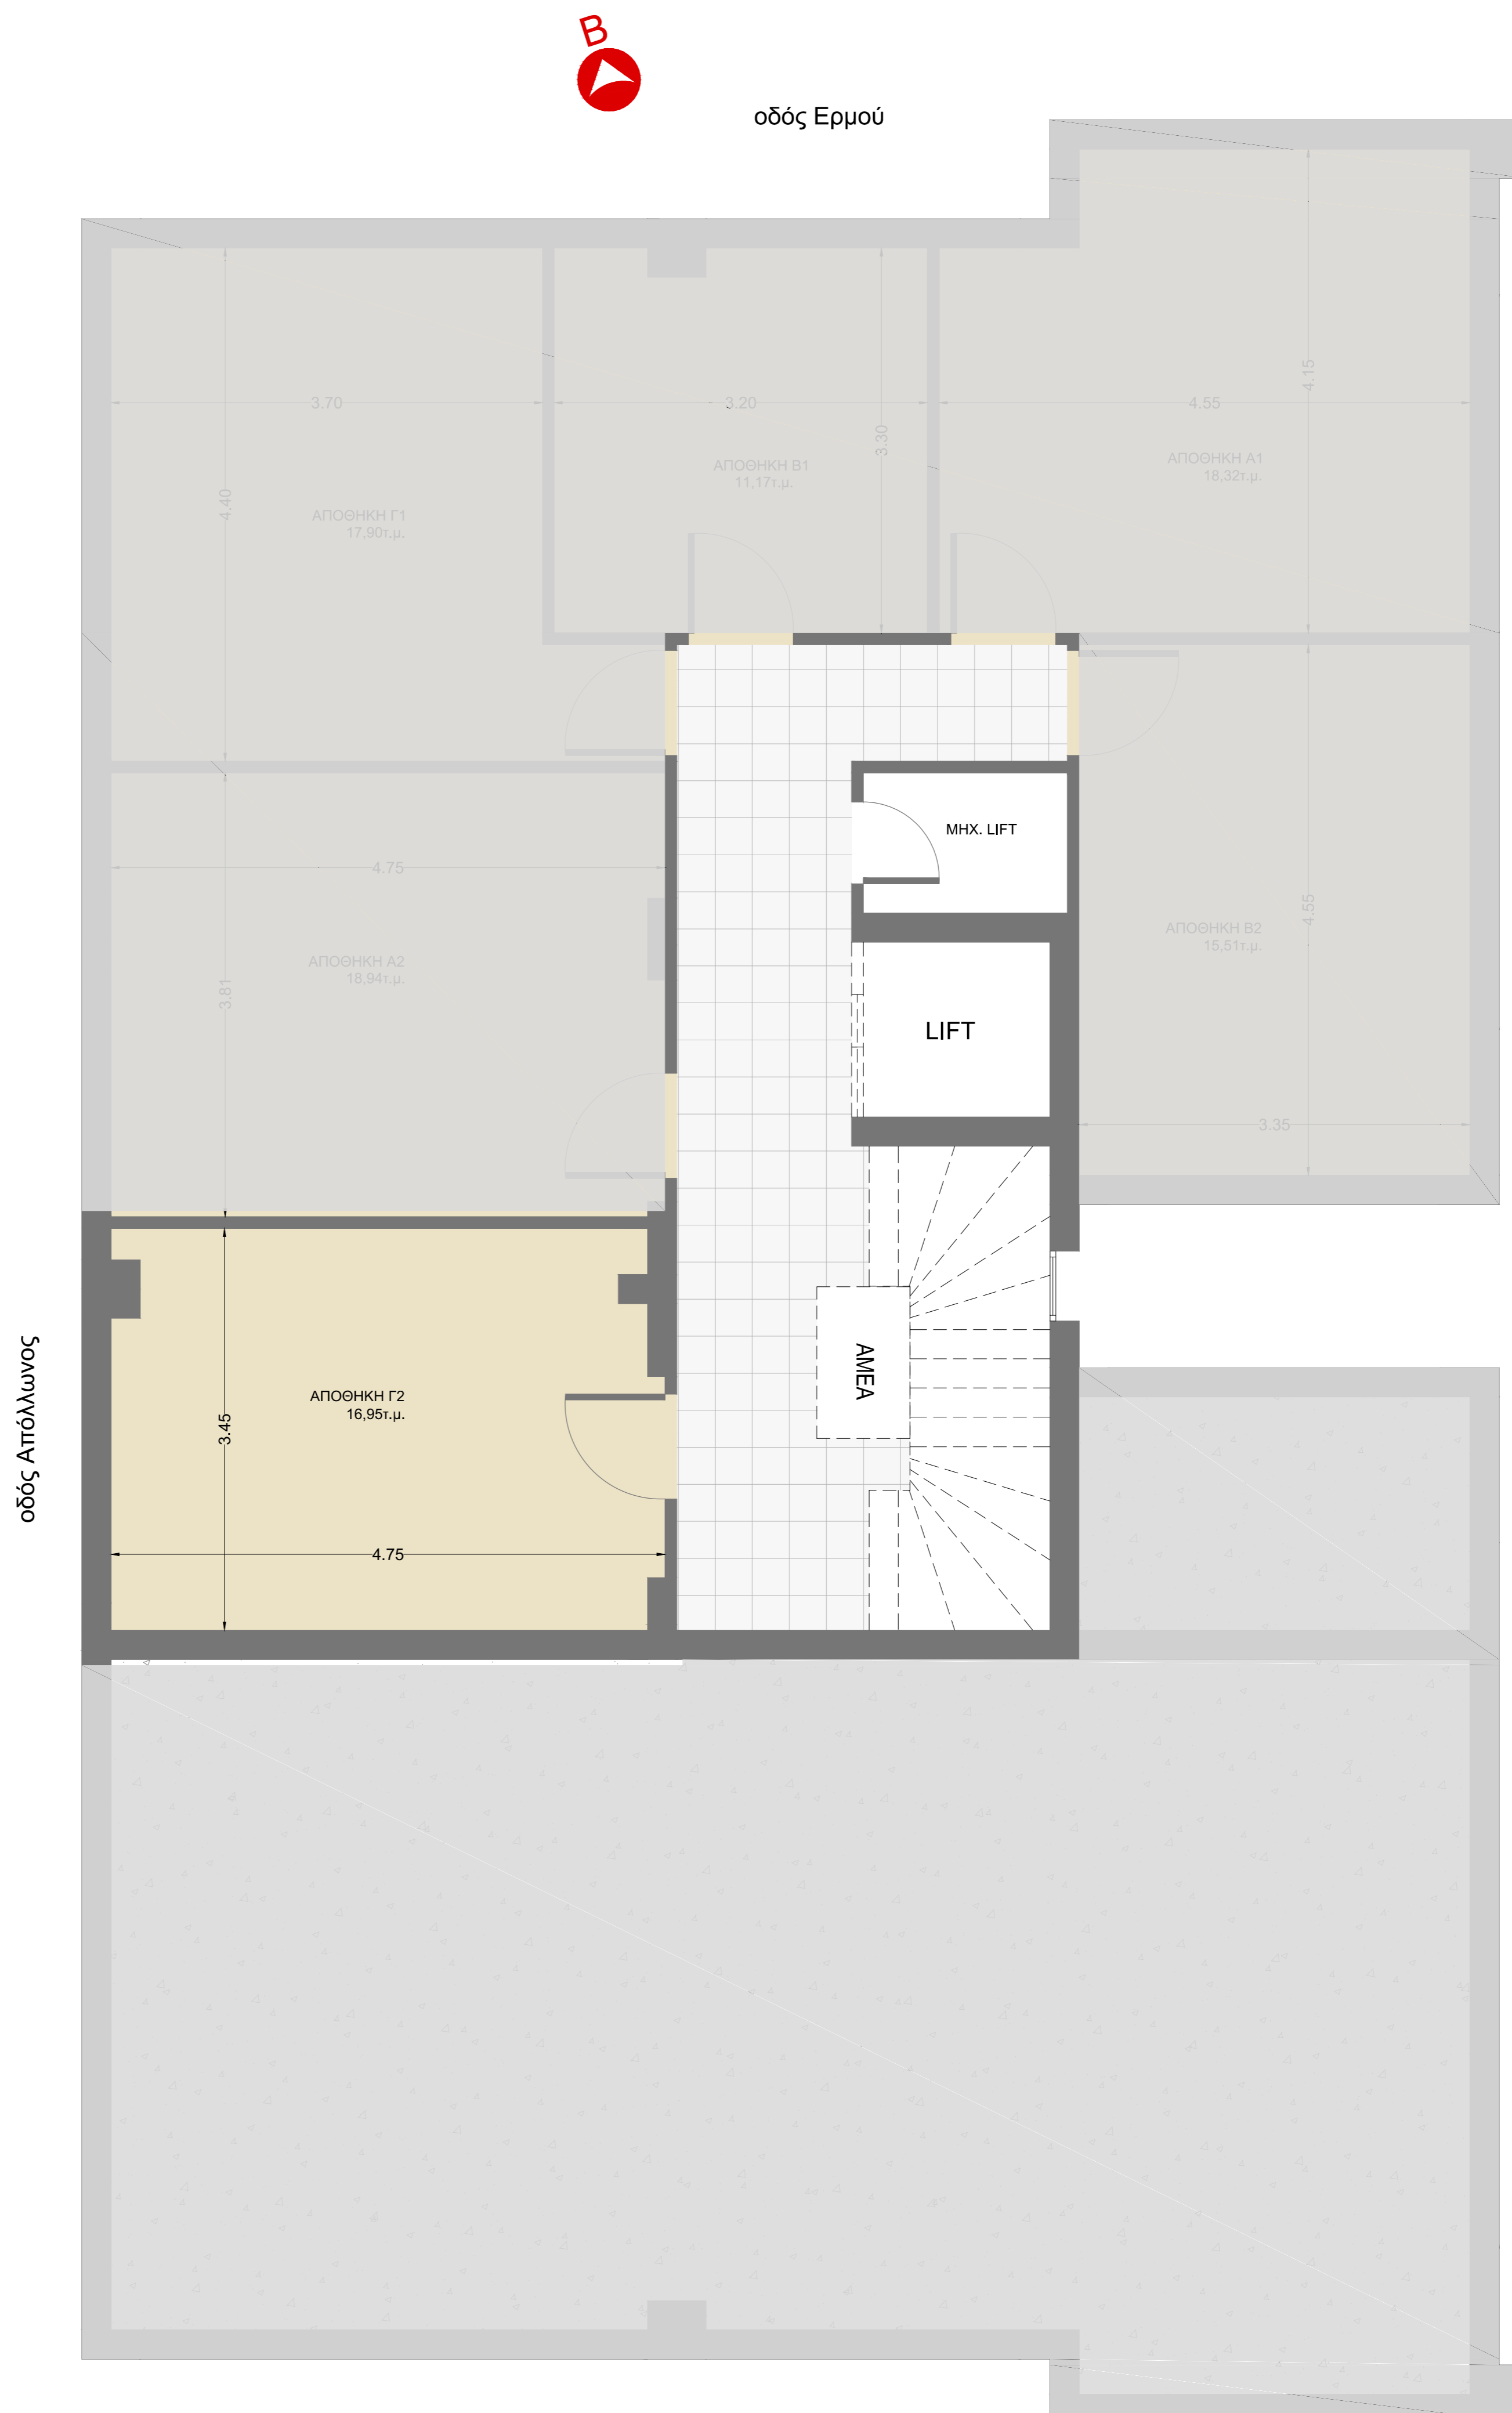 B
οδός Ερμού
3.70
3.20
4.55
4.15
3.30
ΑΠΟΘΗΚΗ Γ1
17,90τ.μ.
4,40
ΑΠΟΘΗΚΗ Β1
11,17τ.μ.
ΑΠΟΘΗΚΗ Α1
18,32τ.μ.
ΜΗΧ. LIFT
4.75
ΑΠΟΘΗΚΗ Α2
18,94τ.μ.
3.81
LIFT
4.55
ΑΠΟΘΗΚΗ Β2
15,51τ.μ.
3.35
οδός Απόλλωνος
ΑΠΟΘΗΚΗ Γ2
16,95τ.μ.
3.45
4.75
ΑΜΕΑ